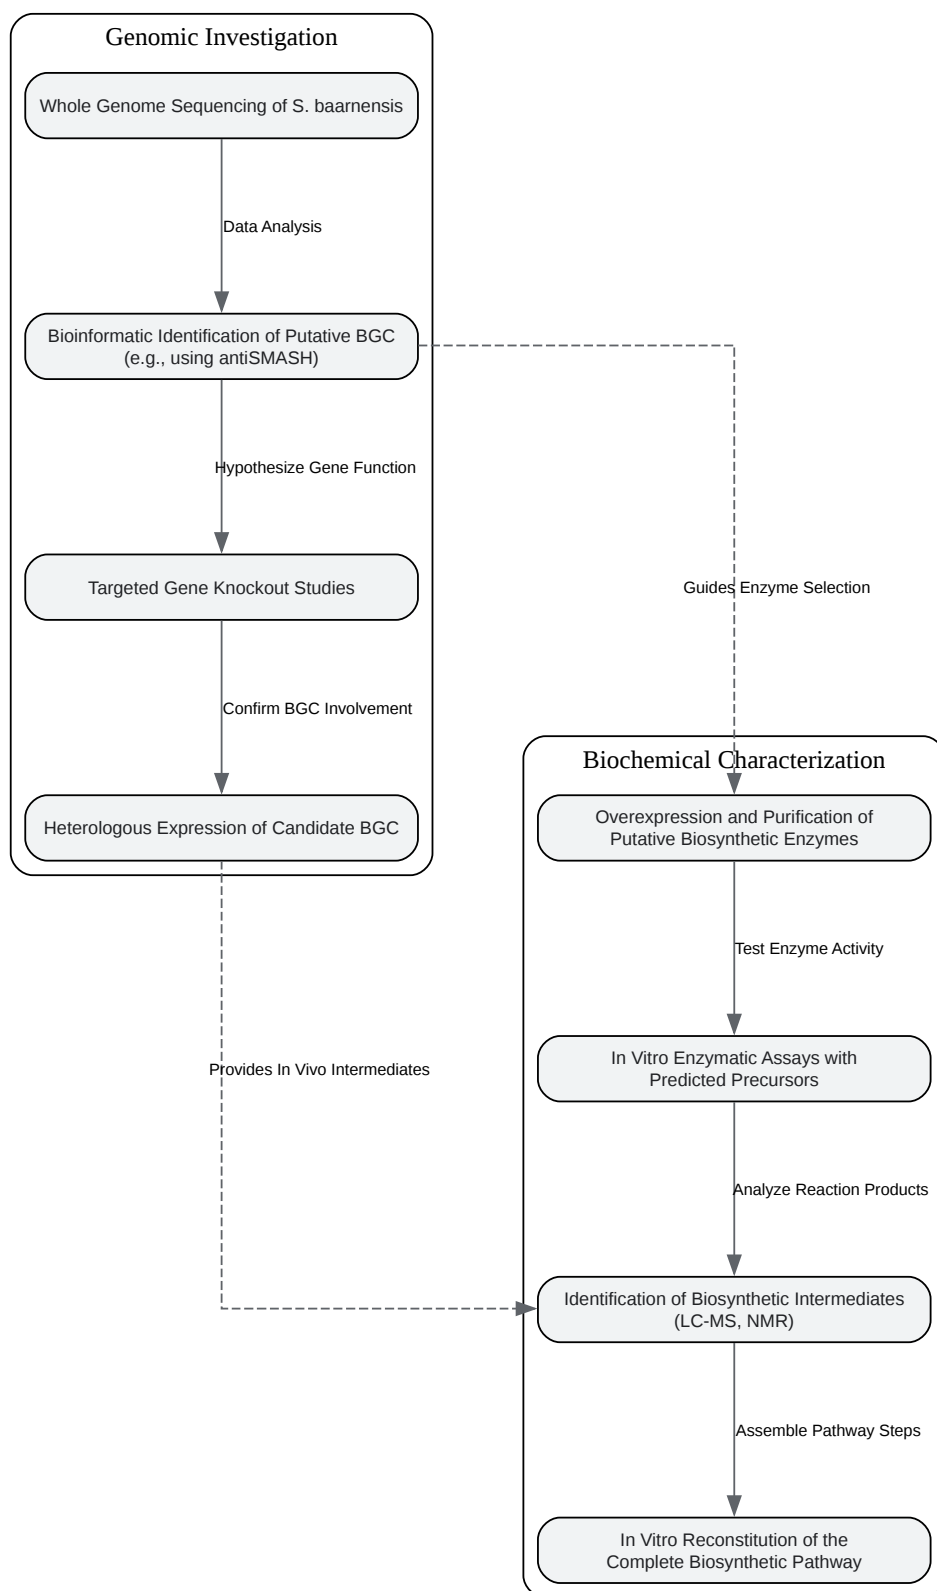 Genomic Investigation
Whole Genome Sequencing of S. baarnensis
Data Analysis
Bioinformatic Identification of Putative BGC
(e.g., using antiSMASH)
Hypothesize Gene Function
Targeted Gene Knockout Studies
Guides Enzyme Selection
Confirm BGC Involvement
Heterologous Expression of Candidate BGC
Biochemical Characterization
Overexpression and Purification of
Putative Biosynthetic Enzymes
Test Enzyme Activity
In Vitro Enzymatic Assays with
Predicted Precursors
Provides In Vivo Intermediates
Analyze Reaction Products
Identification of Biosynthetic Intermediates
(LC-MS, NMR)
Assemble Pathway Steps
In Vitro Reconstitution of the
Complete Biosynthetic Pathway